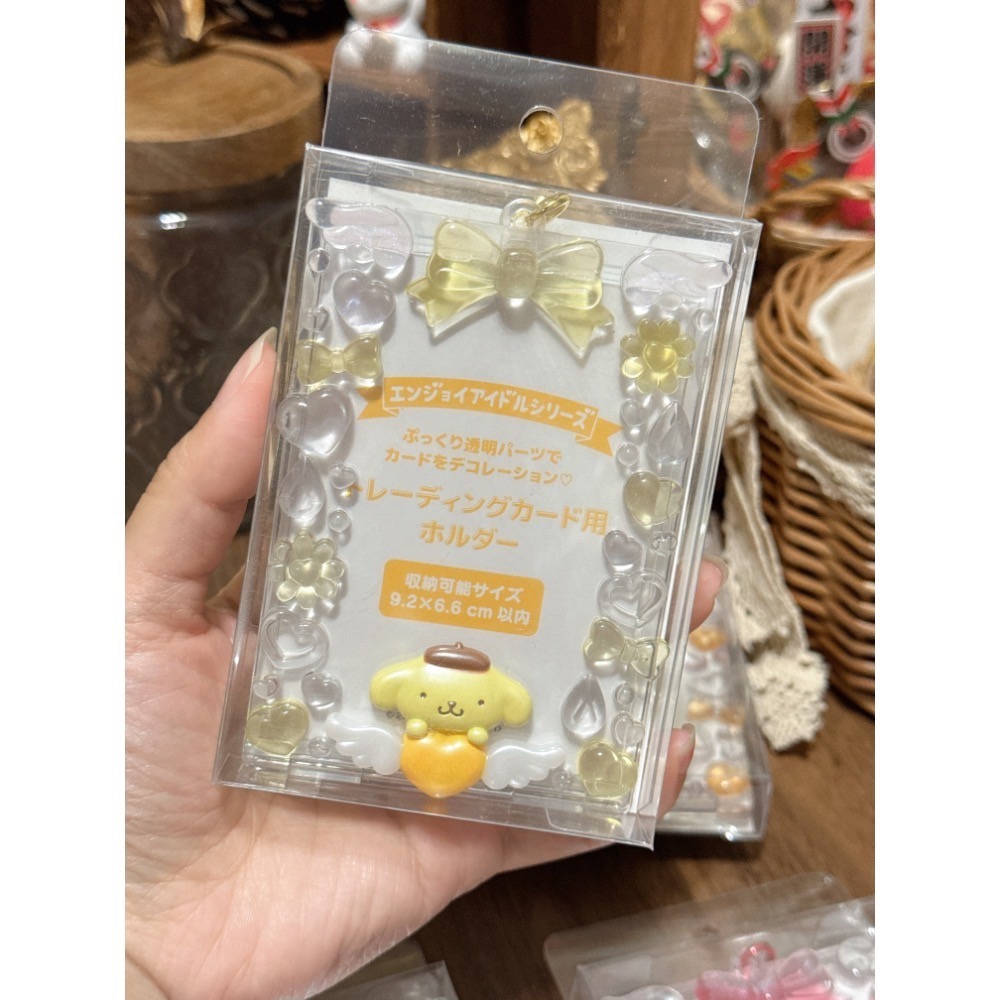 エンジョイアイドルシリーズ
ぷっくり透明パーツで
カードをデコレーション♡
トレーディングカード用
ホルダー
収納可能サイズ
9.2×6.6 cm 以内
開運